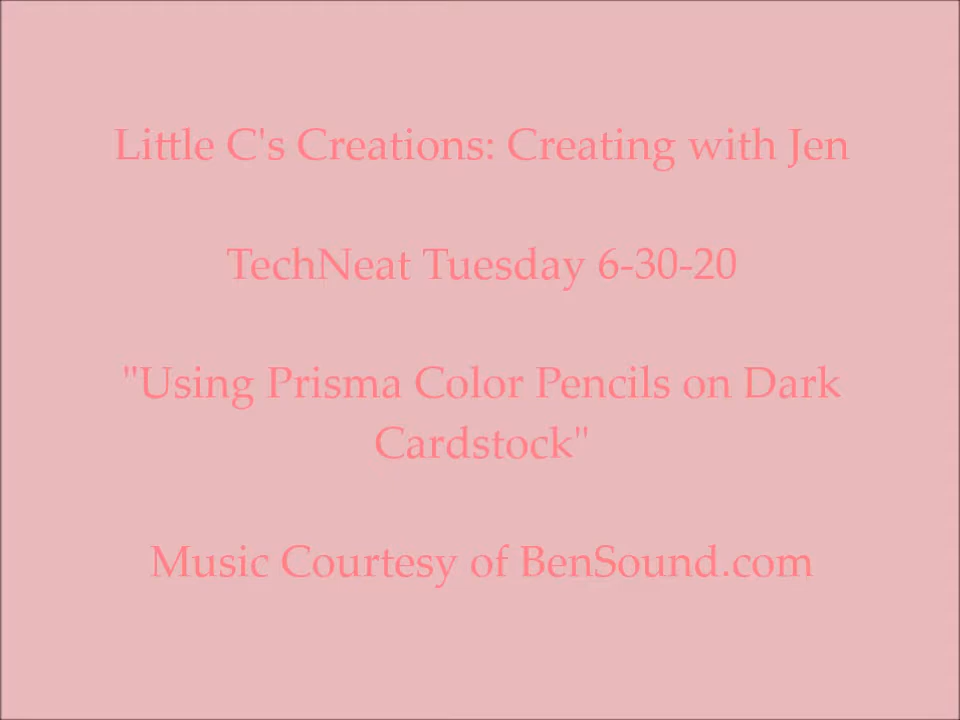 Little C's Creations: Creating with Jen
TechNeat Tuesday 6-30-20
"Using Prisma Color Pencils on Dark
Cardstock"
Music Courtesy of BenSound.com